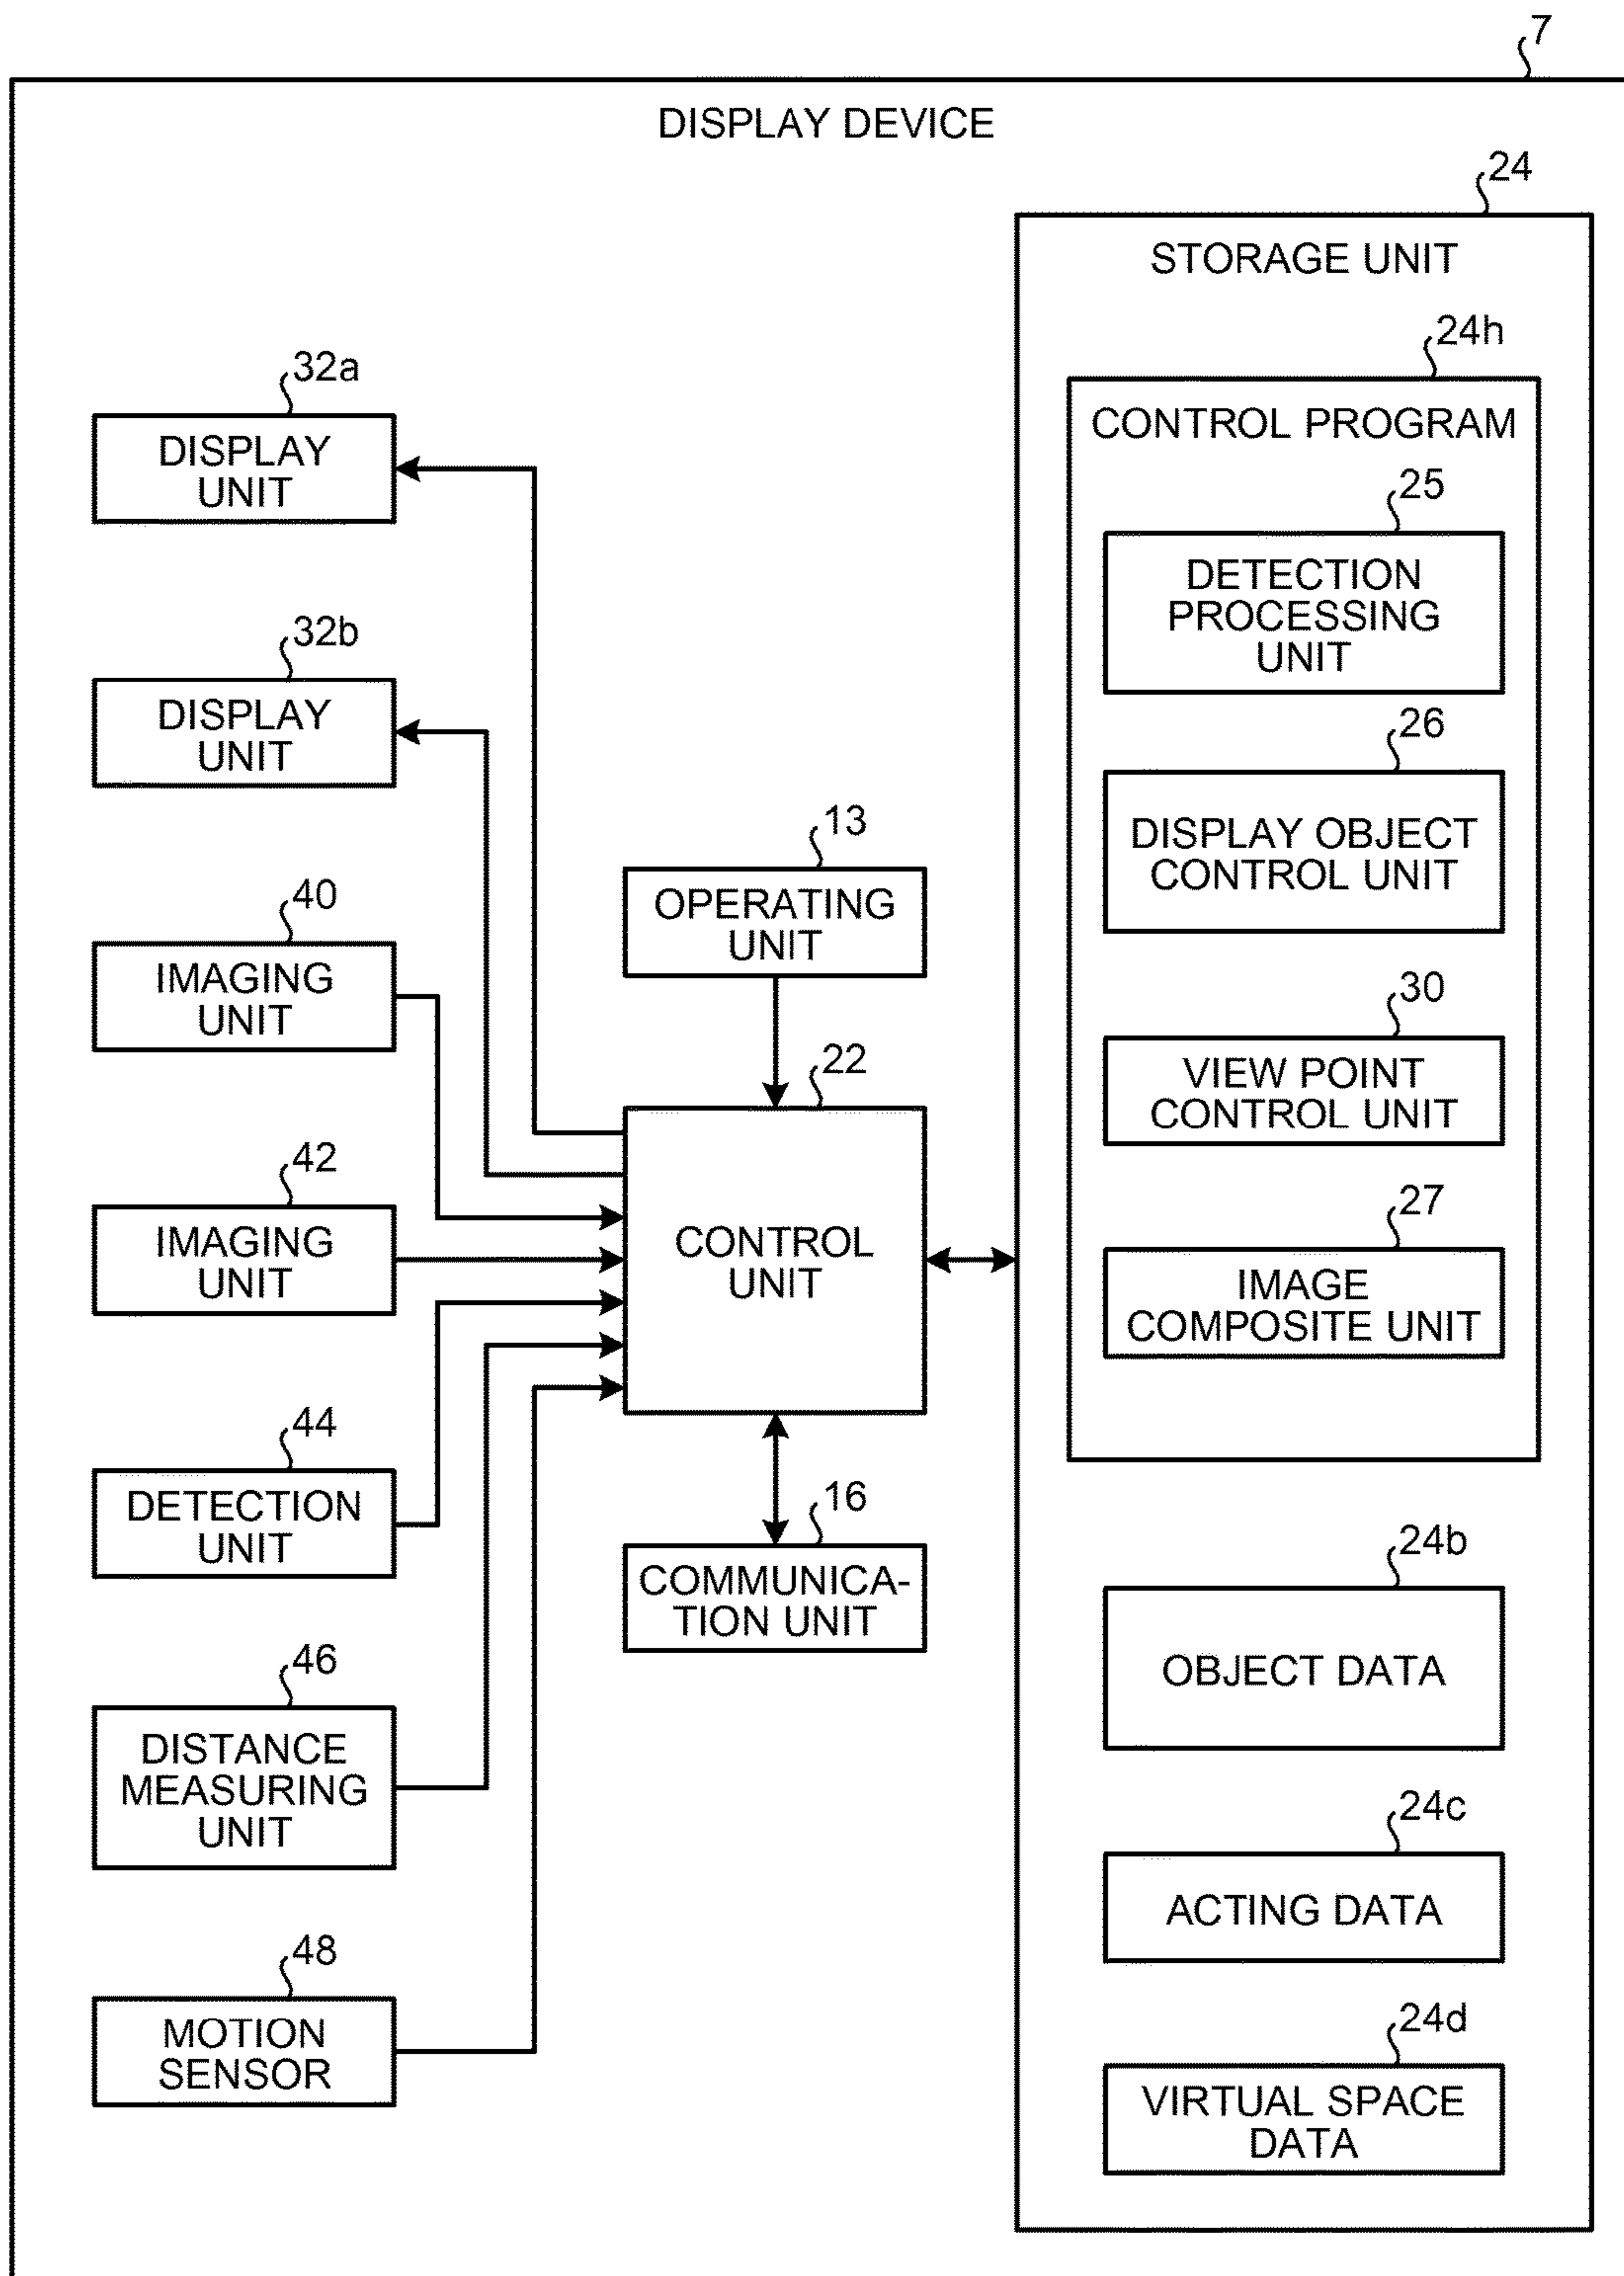 7
DISPLAY DEVICE
24
STORAGE UNIT
24h
CONTROL PROGRAM
25
DETECTION
PROCESSING
UNIT
26
DISPLAY OBJECT
CONTROL UNIT
30
VIEW POINT
CONTROL UNIT
27
IMAGE
COMPOSITE UNIT
24b
OBJECT DATA
24c
ACTING DATA
24d
VIRTUAL SPACE
DATA
32a
DISPLAY
UNIT
32b
DISPLAY
UNIT
40
IMAGING
UNIT
42
IMAGING
UNIT
44
DETECTION
UNIT
46
DISTANCE
MEASURING
UNIT
48
MOTION
SENSOR
13
OPERATING
UNIT
22
CONTROL
UNIT
16
COMMUNICA-
TION UNIT